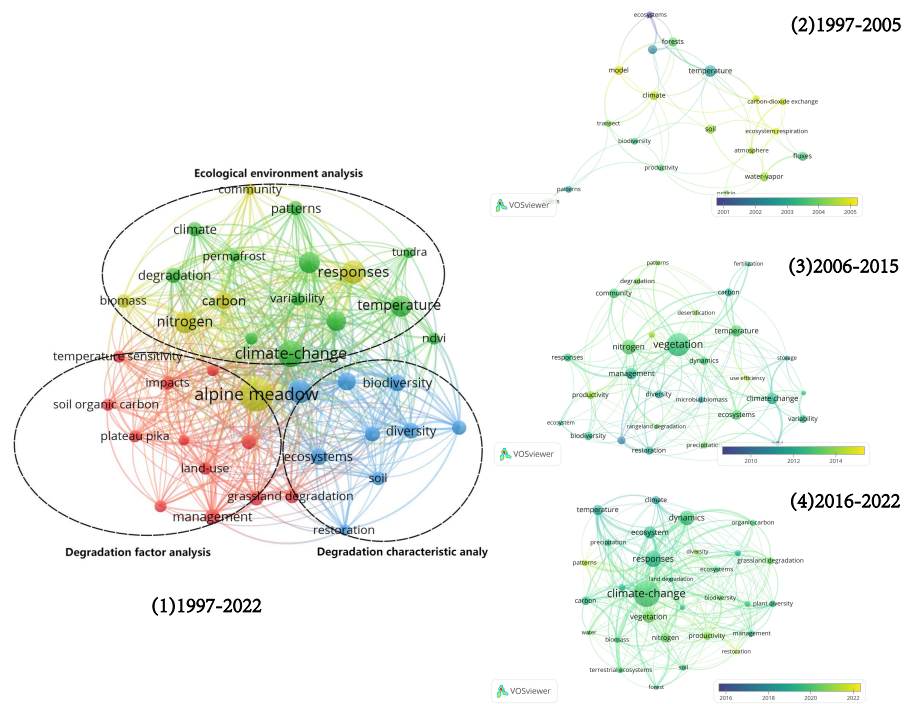 Ecological environment analysis
community
patterns
climate
tundra
permafrost
responses
degradation
variability
biomass
carbon
temperature
nitrogen
ndvi
climate-change
temperature sensitivity
impacts
biodiversity
alpine meadow
soil organic carbon
plateau pika
diversity
ecosystems
land-use
soil
grassland degradation
management
restoration
Degradation factor analysis
Degradation characteristic analy
(1)1997-2022
ecosystems
(2)1997-2005
forests
model
temperature
climate
carbon-dioxide exchange
transect
soil
ecosystem respiration
biodiversity
atmosphere
fluxes
productivity
water-vapor
patterns
VOSviewer
2001 2002 2003 2004 2005
patterns
fertilization
(3)2006-2015
degradation
community
carbon
desertification
temperature
nitrogen
vegetation
responses
dynamics
storage
management
use efficiency
productivity
diversity
microbial biomass
climate change
ecosystem
rangeland degradation
ecosystems
variability
biodiversity
restoration
precipitation
VOSviewer
2010 2012 2014
climate
(4)2016-2022
temperature
dynamics
organic-carbon
ecosystem
precipitation
diversity
patterns
responses
grassland degradation
land degradation
ecosystems
climate-change
carbon
biodiversity
plant diversity
vegetation
water
biomass
nitrogen
productivity
management
restoration
terrestrial ecosystems
soil
forest
VOSviewer
2016 2018 2020 2022